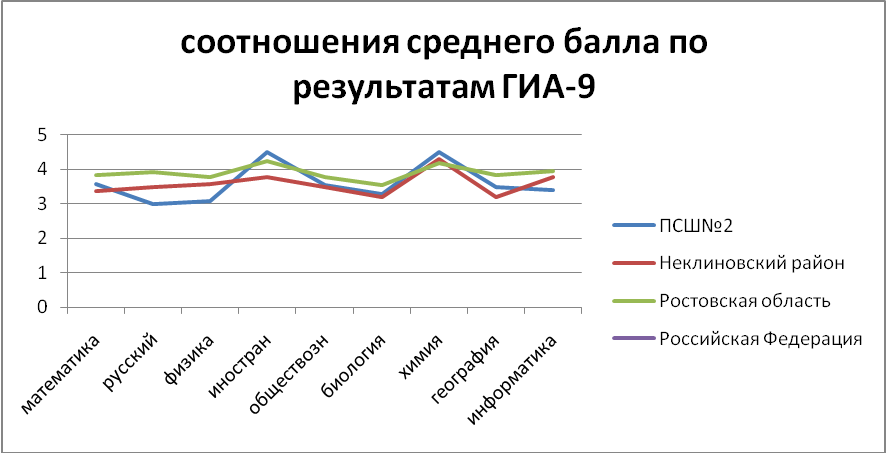 соотношения среднего балла по
результатам ГИА-9
5
4
3
2
1
0
математика
русский
физика
иностран
обществозн
биология
химия
география
информатика
ПСШ№2
Неклиновский район
Ростовская область
Российская Федерация